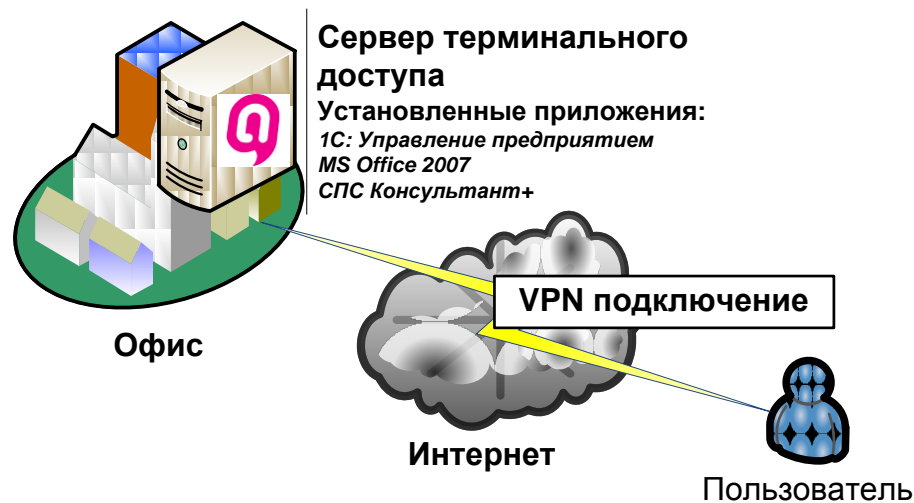 Сервер терминального
доступа
Установленные приложения:
1С: Управление предприятием
MS Office 2007
СПС Консультант+
VPN подключение
Офис
Интернет
Пользователь